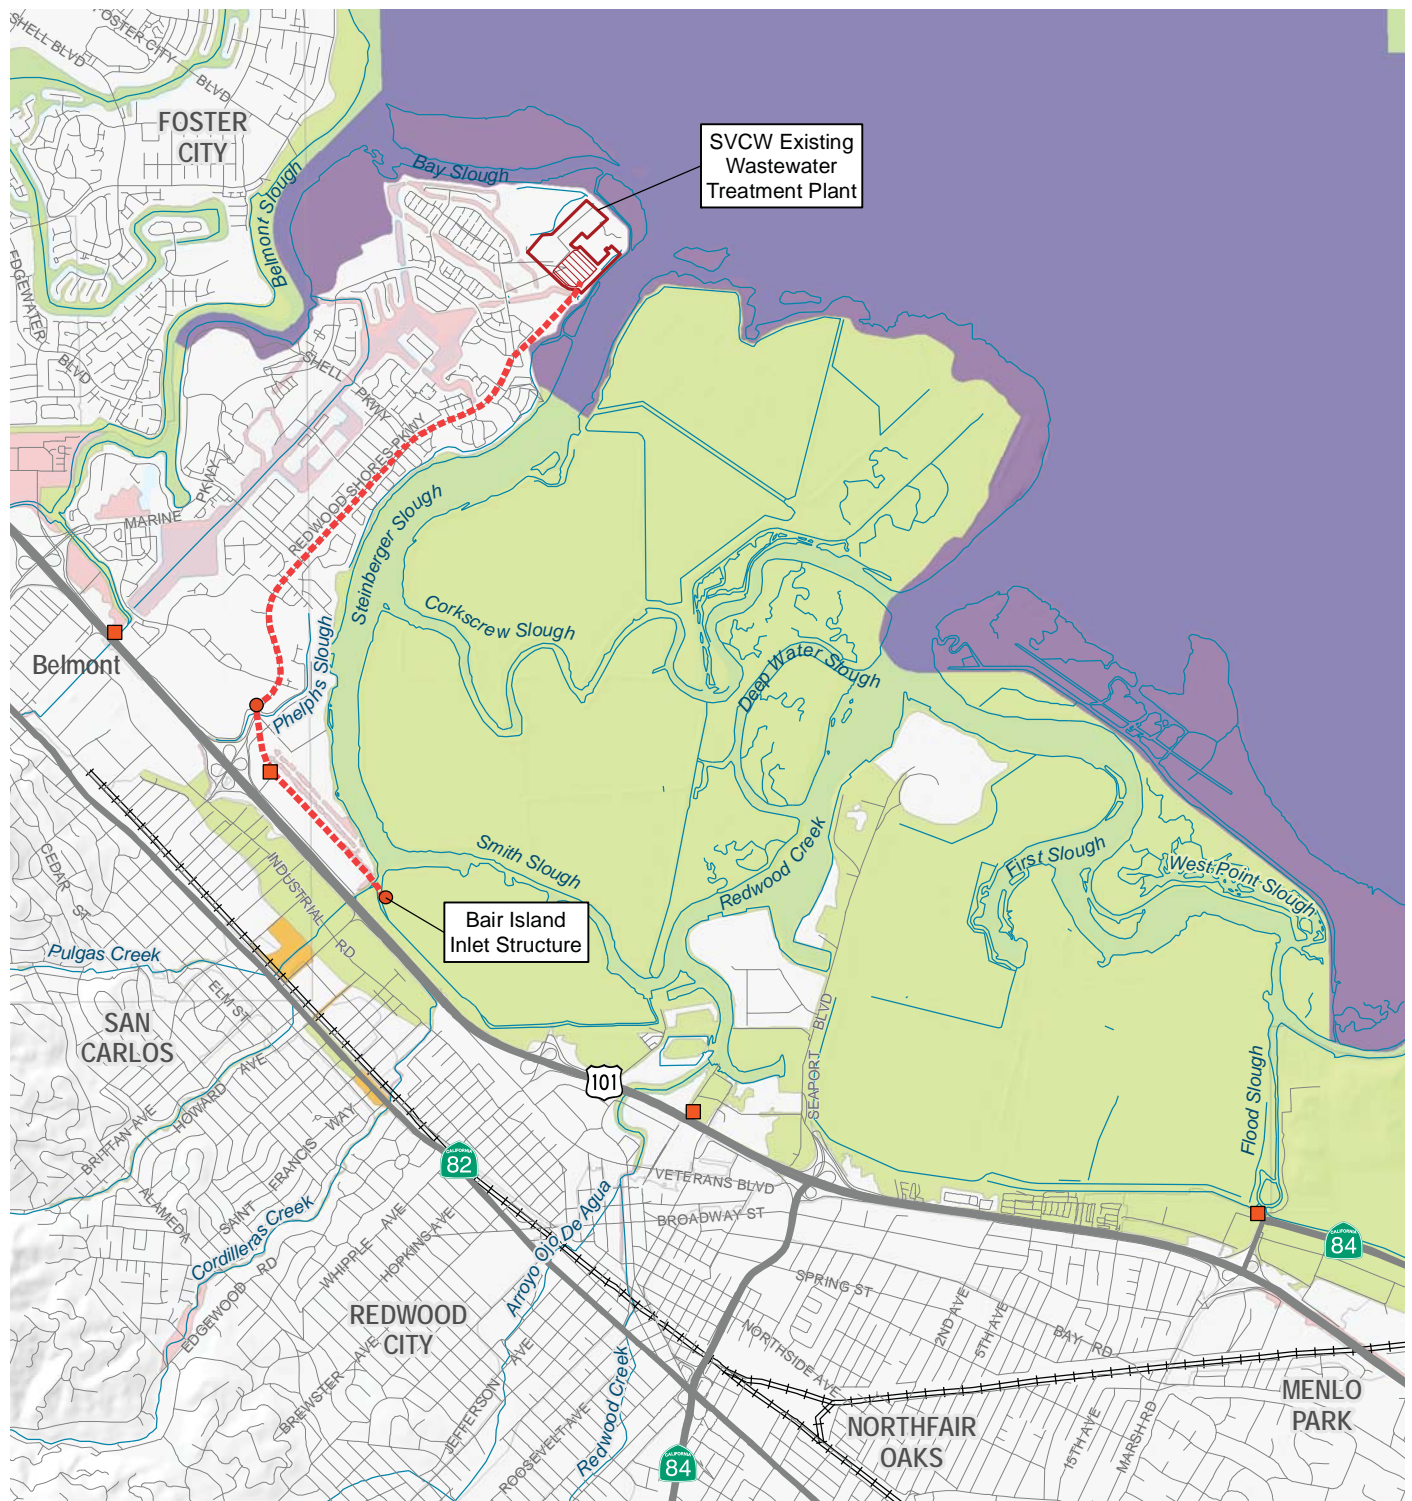 SHELL BLVD
FOSTER CITY
BLVD
FOSTER
CITY
SVCW Existing
Wastewater
Treatment Plant
Bay Slough
Belmont Slough
EDGEWATER
BLVD
SHELL
PKWY
REDWOOD SHORES PKWY
MARINE
PKWY
Steinberger Slough
Corkscrew Slough
Deep Water Slough
Belmont
Phelphs Slough
Smith Slough
Redwood Creek
First Slough
West Point Slough
CEDAR
ST
INDUSTRIAL
RD
Bair Island
Inlet Structure
Pulgas Creek
ELM ST
SAN
CARLOS
HOWARD AVE
BRITTAN AVE
101
SEAPORT BLVD
Flood Slough
CALIFORNIA
82
ALAMEDA
SAINT FRANCIS WAY
Cordilleras Creek
EDGEWOOD RD
WHIPPLE AVE
HOPKINS AVE
Arroyo Ojo De Agua
VETERANS BLVD
BROADWAY ST
CALIFORNIA
84
SPRING ST
2ND AVE
5TH AVE
BAY RD
REDWOOD
CITY
BREWSTER AVE
JEFFERSON AVE
ROOSEVELT AVE
Redwood Creek
NORTHSIDE AVE
NORTHFAIR
OAKS
15TH AVE
MARSH RD
MENLO
PARK
CALIFORNIA
84